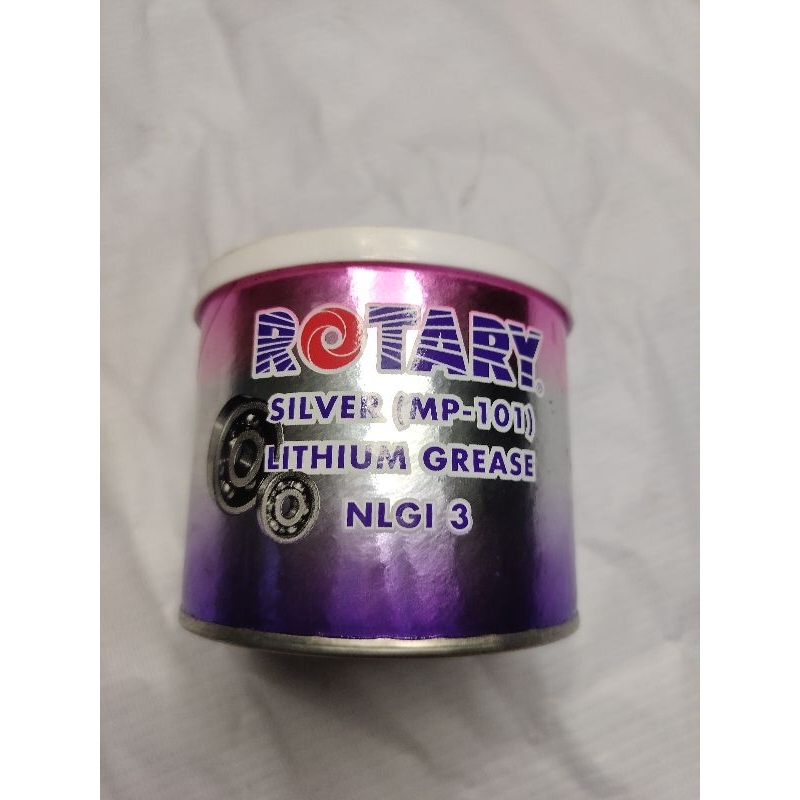 ROTARY®
SILVER (MP-101)
LITHIUM GREASE
NLGI 3